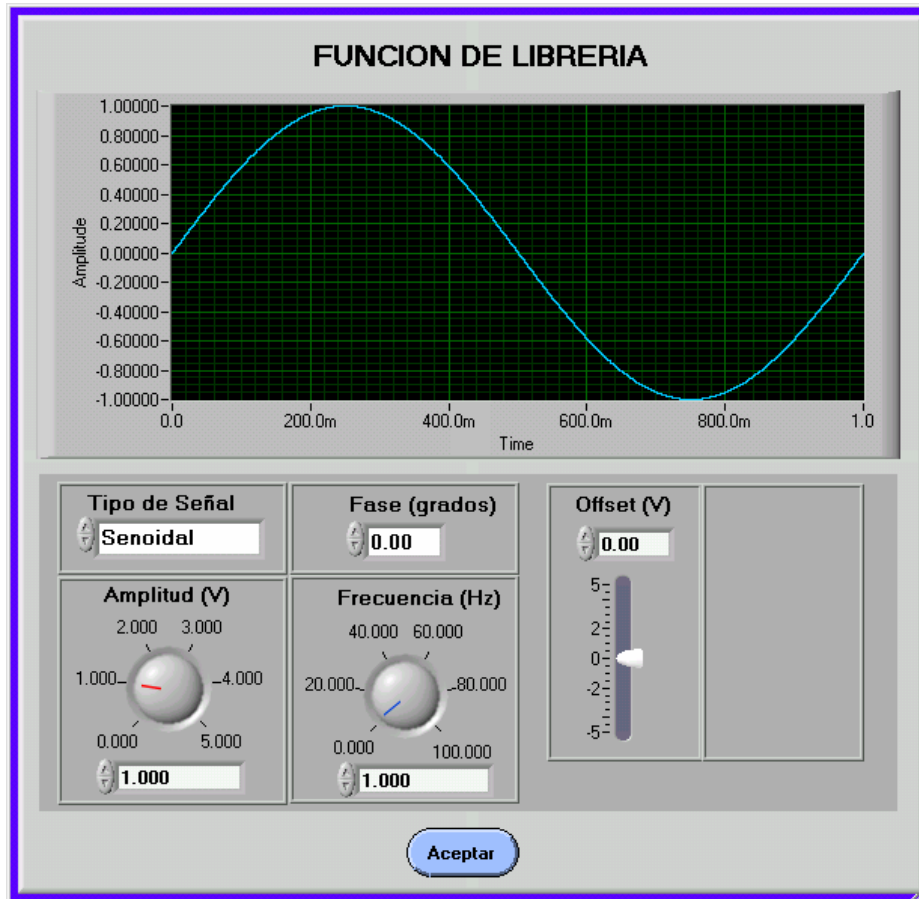 FUNCION DE LIBRERIA
1.00000
0.80000
0.60000
0.40000
0.20000
0.00000
-0.20000
-0.40000
-0.60000
-0.80000
-1.00000
Amplitude
0.0 200.0m 400.0m 600.0m 800.0m 1.0
Time
Tipo de Señal
Senoidal
Fase (grados)
0.00
Offset (V)
0.00
5
2
0
-2
-5
Amplitud (V)
2.000 3.000
1.000 4.000
0.000 5.000
1.000
Frecuencia (Hz)
40.000 60.000
20.000 80.000
0.000 100.000
1.000
Aceptar